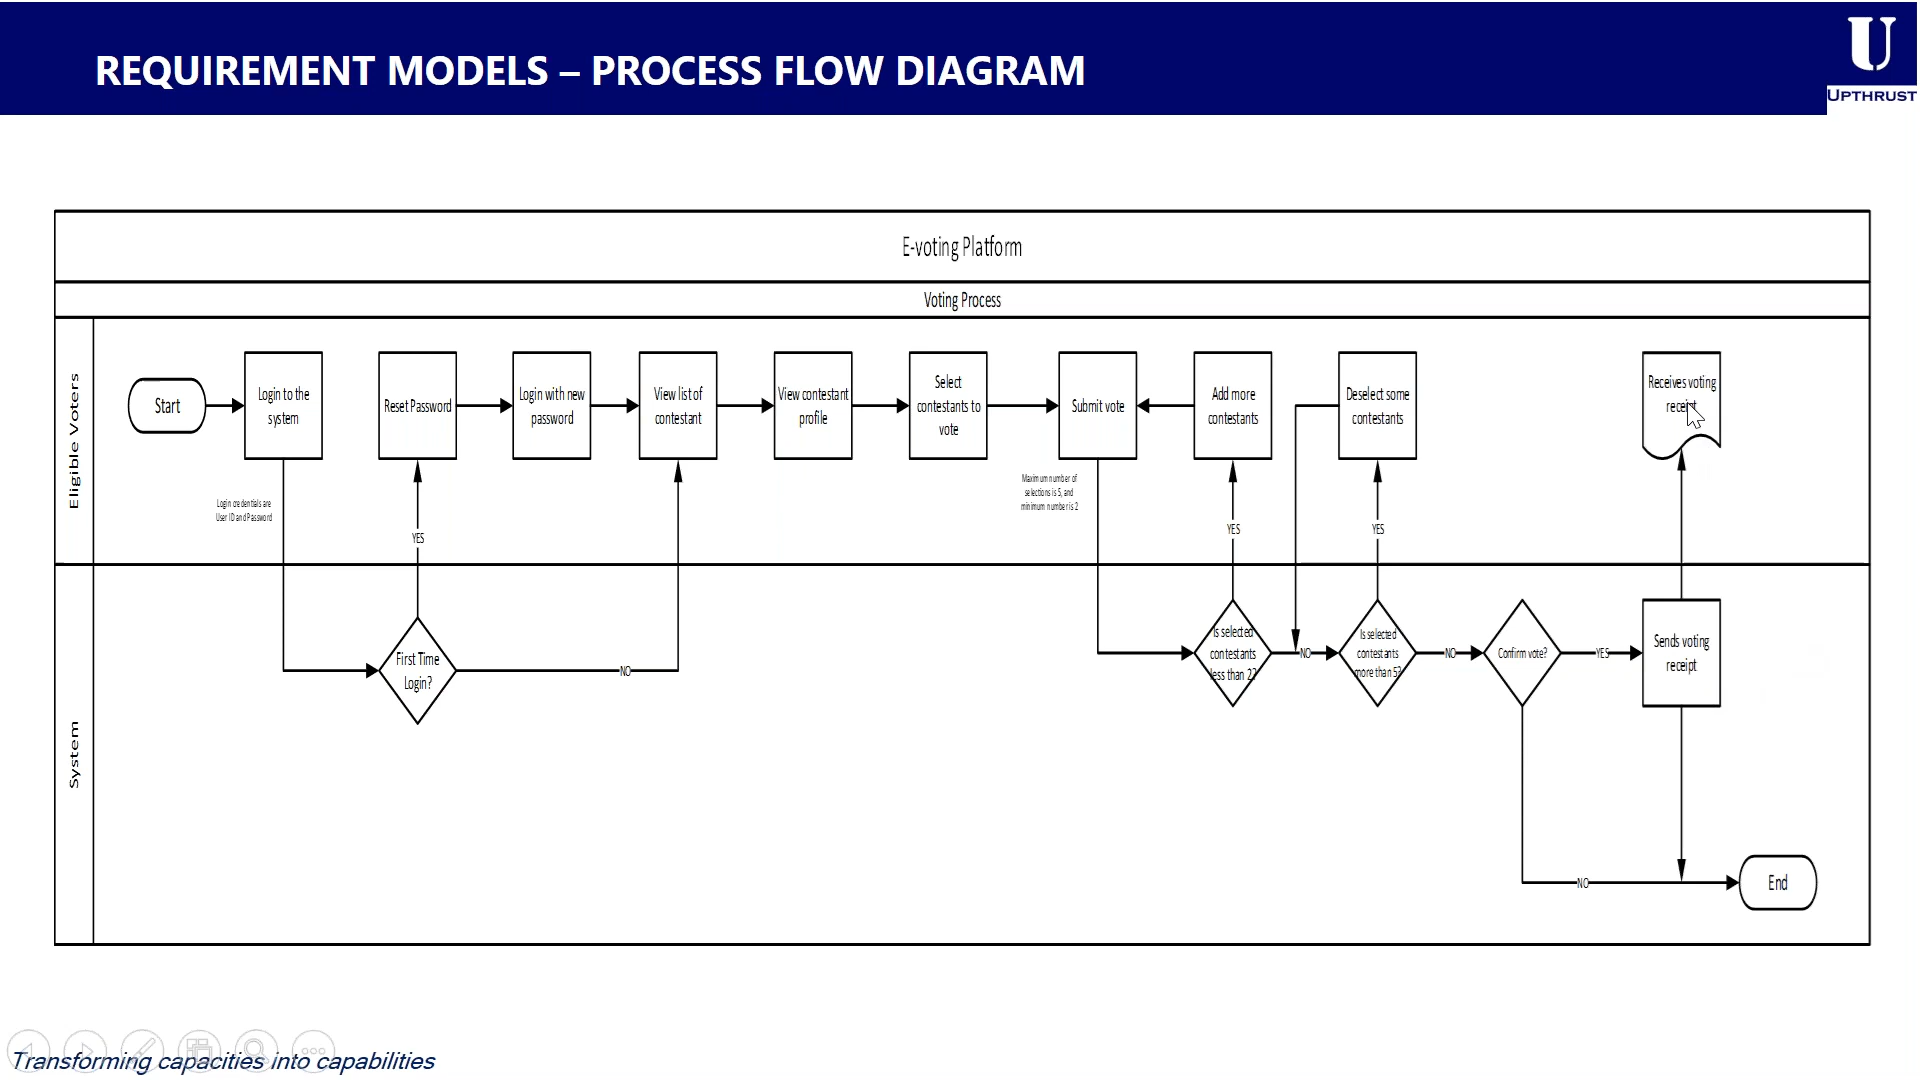 REQUIREMENT MODELS – PROCESS FLOW DIAGRAM
U
UPTHRUST
E-voting Platform
Voting Process
Eligible Voters
Start
Login to the
system
Reset Password
Login with new
password
View list of
contestant
View contestant
profile
Select
contestants to
vote
Submit vote
Add more
contestants
Deselect some
contestants
Receives voting
receipt
Login credentials are
User ID and Password
Maximum number of
selections is 5, and
minimum number is 2
YES
YES
YES
System
First Time
Login?
NO
Is selected
contestants
less than 2?
NO
Is selected
contestants
more than 5?
NO
Confirm vote?
YES
Sends voting
receipt
NO
End
Transforming capacities into capabilities